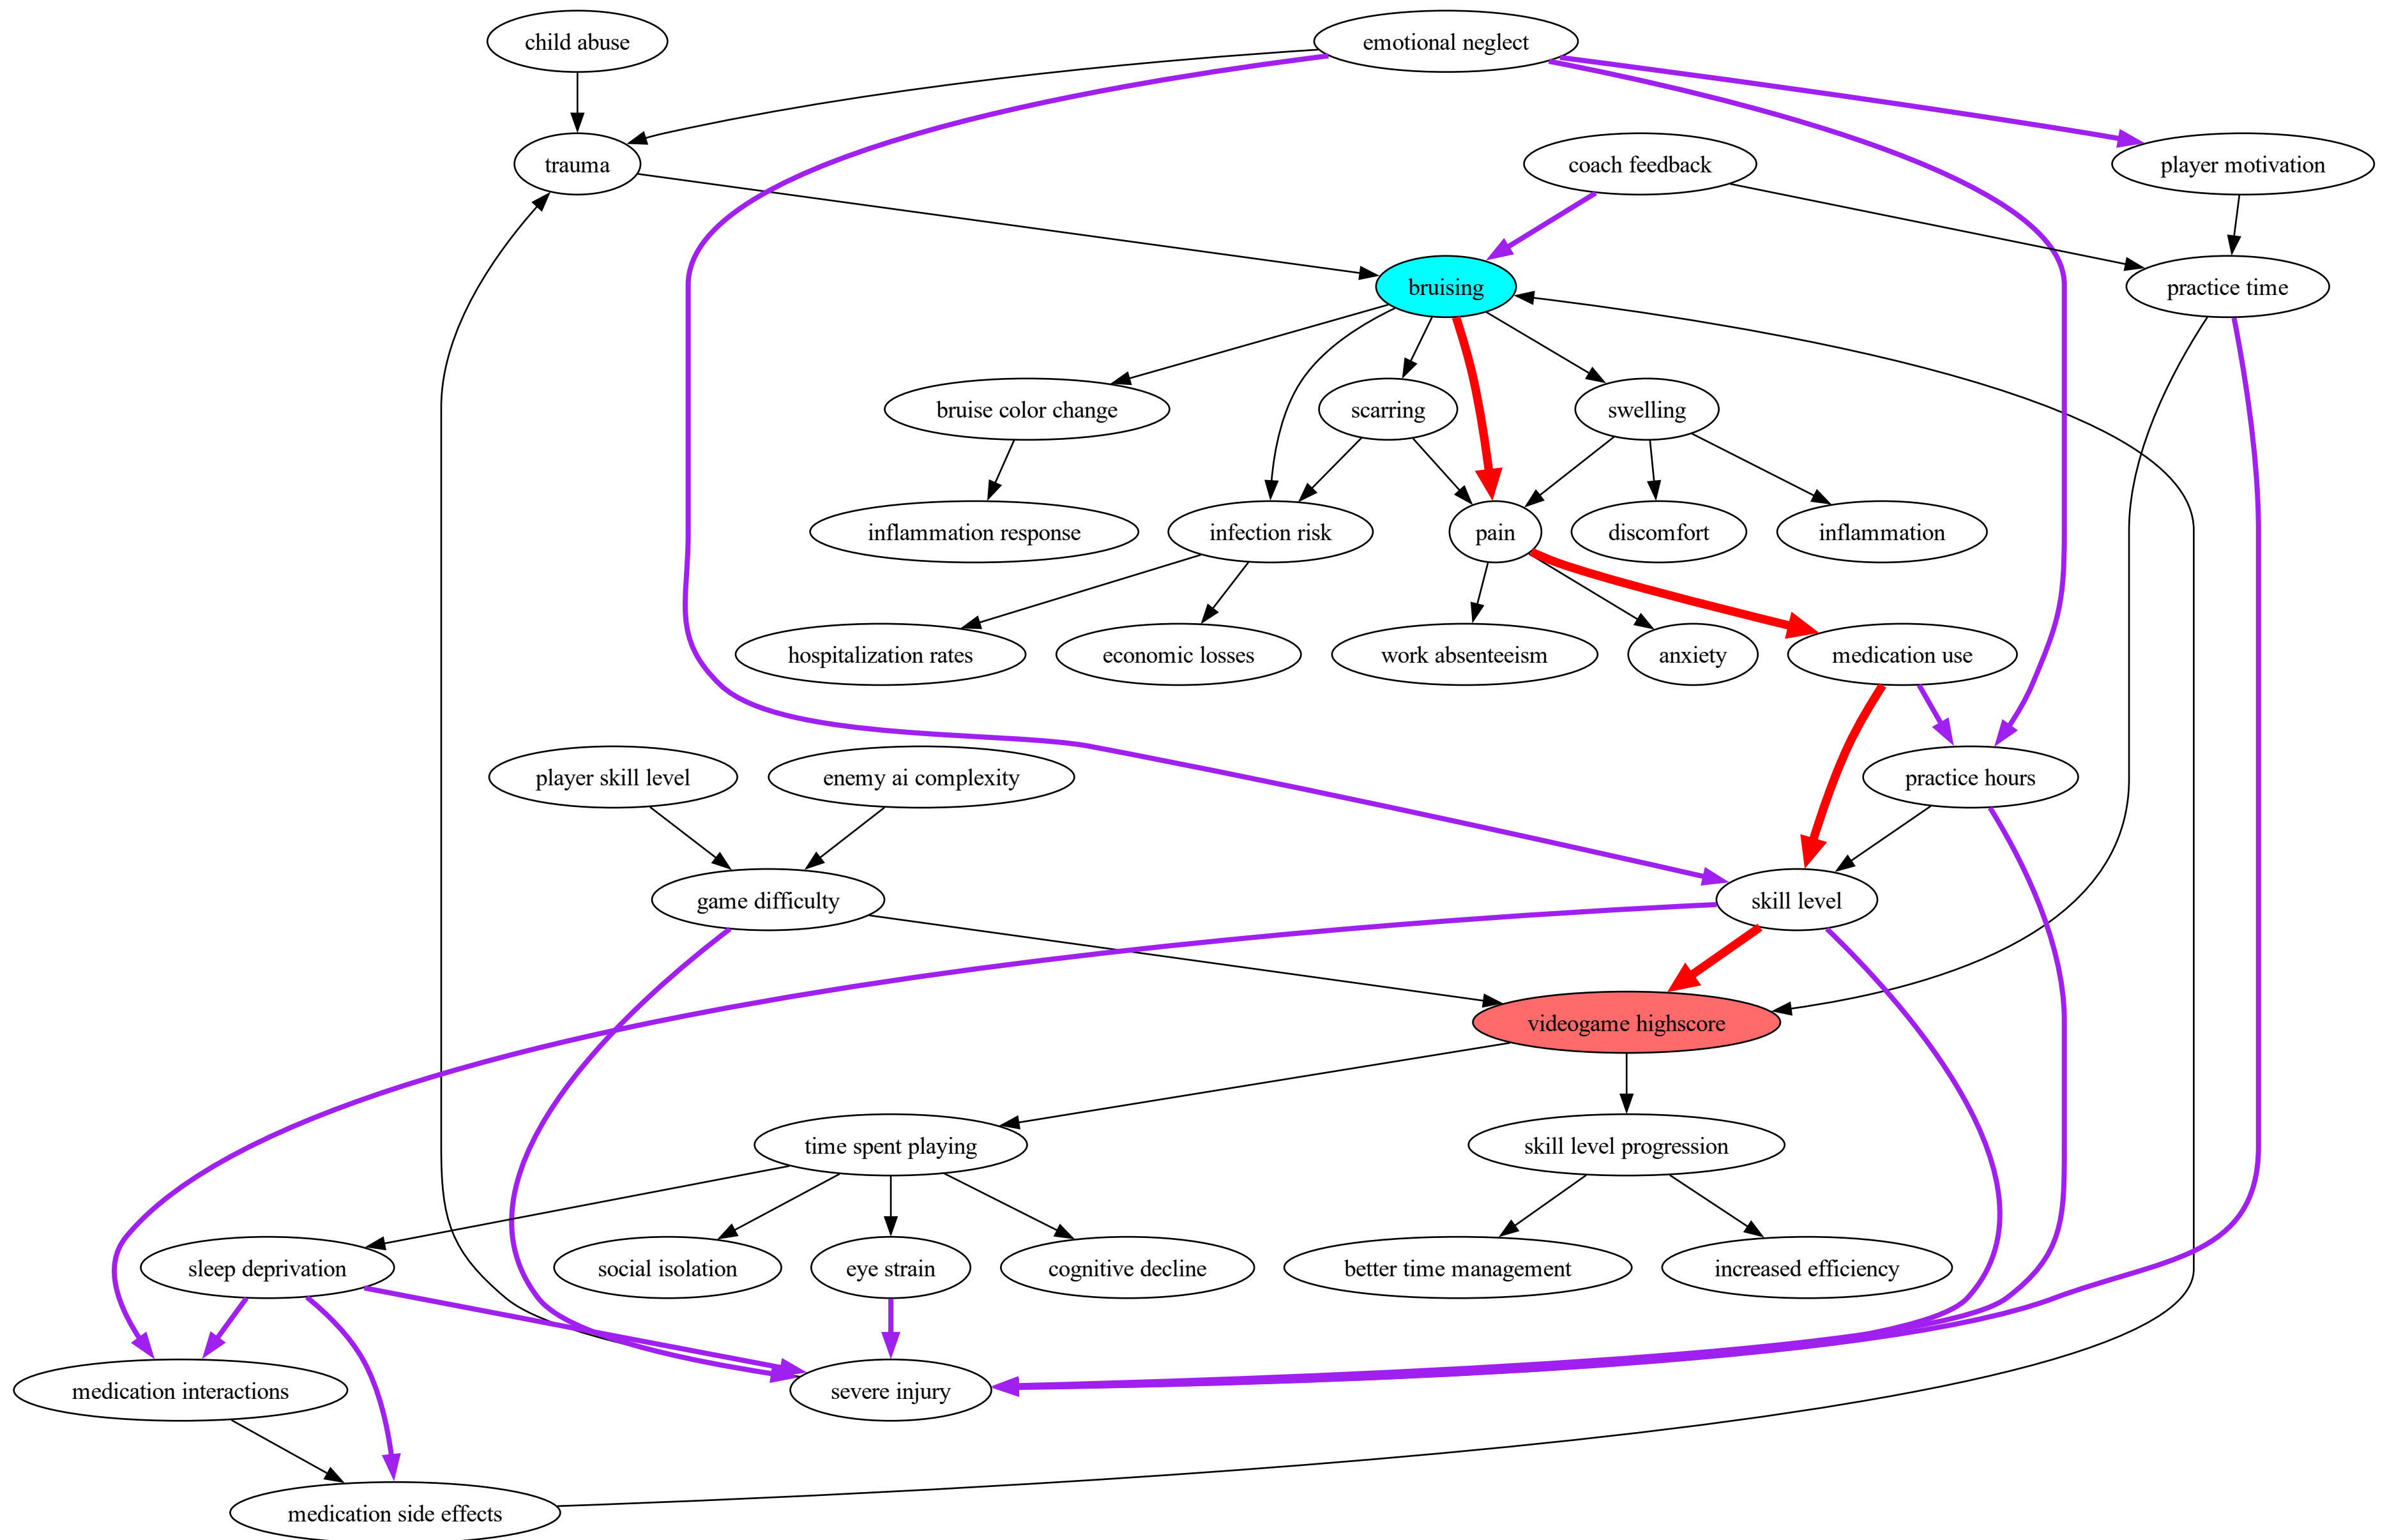 child abuse
emotional neglect
trauma
coach feedback
player motivation
bruising
practice time
bruise color change
scarring
swelling
inflammation response
infection risk
pain
discomfort
inflammation
hospitalization rates
economic losses
work absenteeism
anxiety
medication use
player skill level
enemy ai complexity
practice hours
game difficulty
skill level
videogame highscore
time spent playing
skill level progression
sleep deprivation
social isolation
eye strain
cognitive decline
better time management
increased efficiency
medication interactions
severe injury
medication side effects